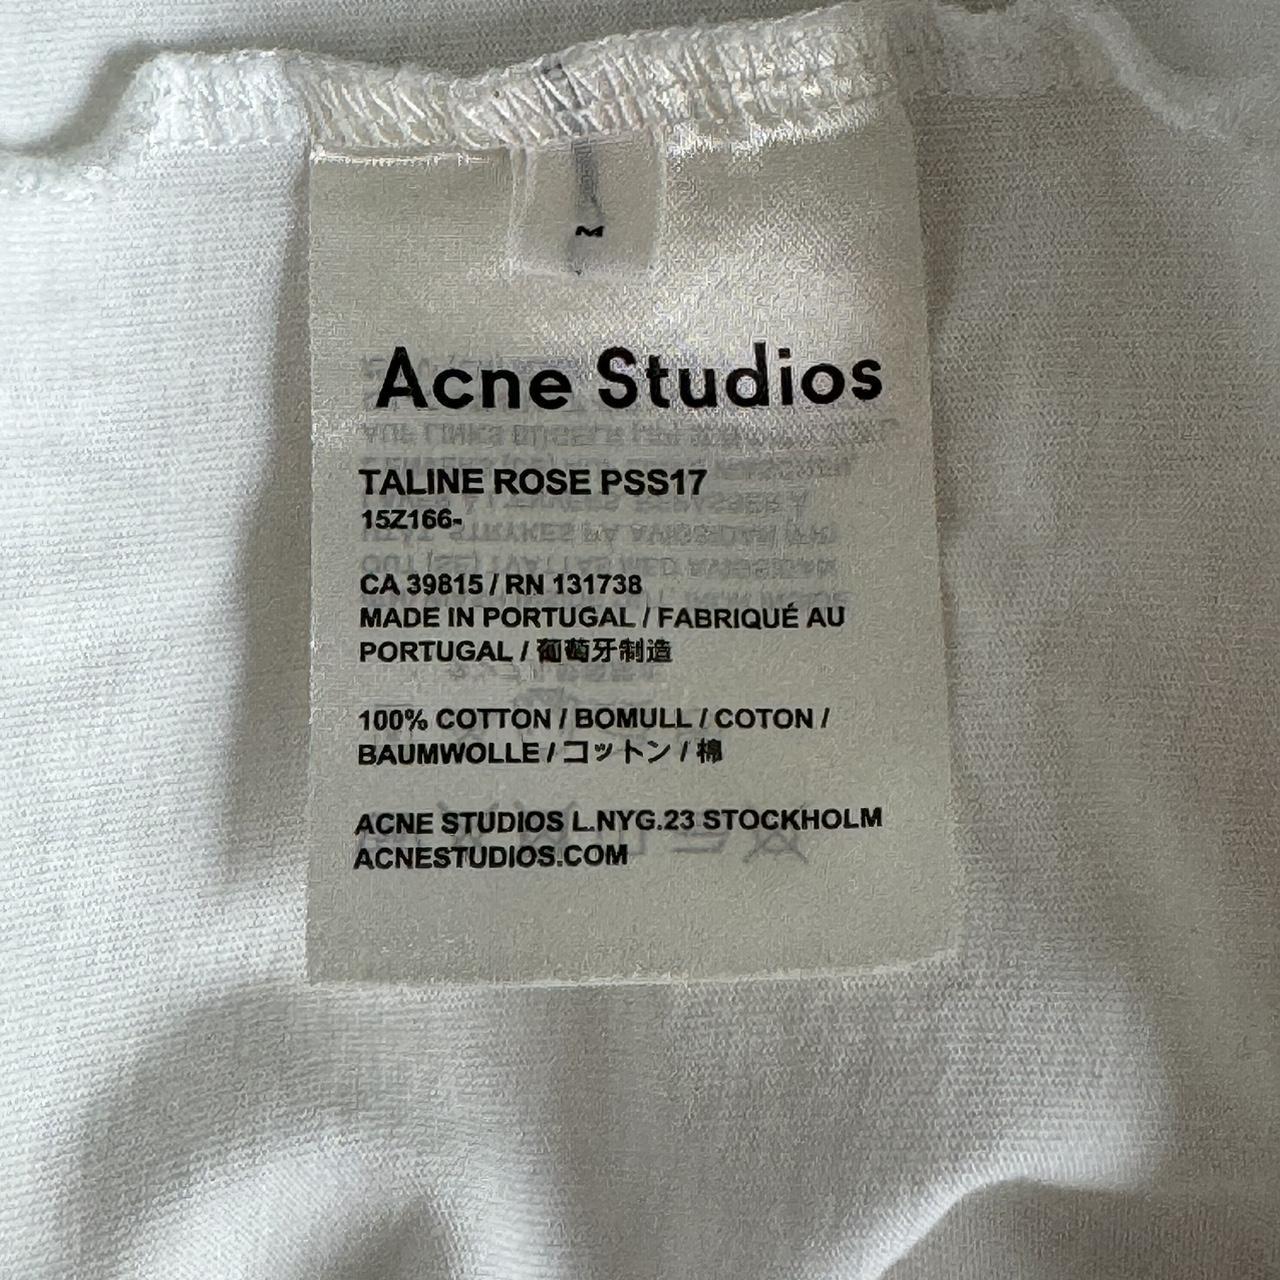 M
Acne Studios
TALINE ROSE PSS17
15Z166-
CA 39815 / RN 131738
MADE IN PORTUGAL / FABRIQUÉ AU
PORTUGAL / 葡萄牙制造
100% COTTON / BOMULL / COTON /
BAUMWOLLE / コットン / 棉
ACNE STUDIOS L.NYG.23 STOCKHOLM
ACNESTUDIOS.COM